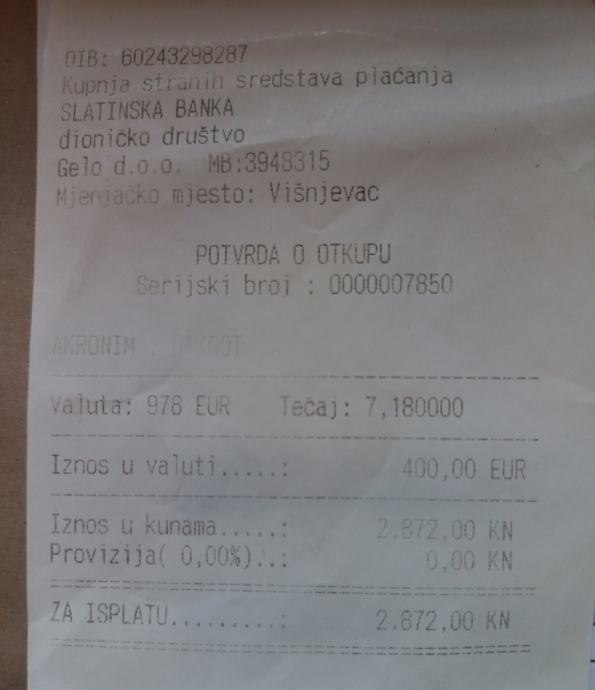 OIB: 60243298287
Kupnja stranih sredstava plaćanja
SLATINSKA BANKA
dioničko društvo
Gelo d.o.o. MB:3948315
Mjenjačko mjesto: Višnjevac
POTVRDA O OTKUPU
Serijski broj : 0000007850
AKRONIM :
Valuta: 978 EUR Tečaj: 7,180000
Iznos u valuti.....: 400,00 EUR
Iznos u kunama.....: 2.872,00 KN
Provizija( 0,00%)..: 0,00 KN
ZA ISPLATU.........: 2.872,00 KN